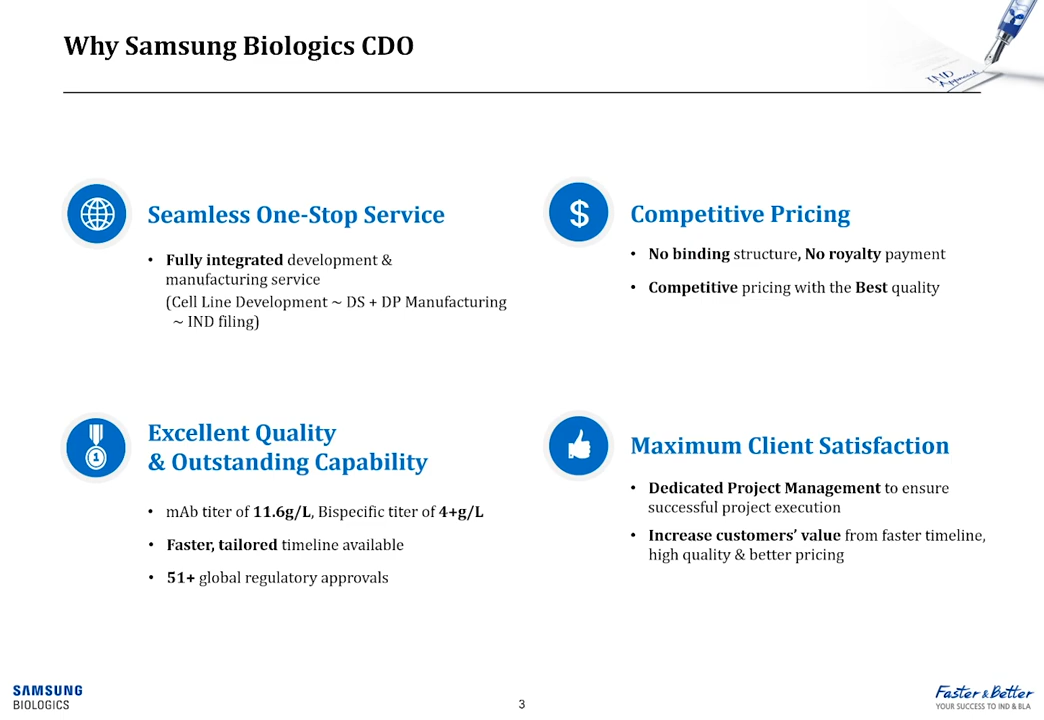 Why Samsung Biologics CDO
IND
Approved
Seamless One-Stop Service
• Fully integrated development &
manufacturing service
(Cell Line Development ~ DS + DP Manufacturing
~ IND filing)
$
Competitive Pricing
• No binding structure, No royalty payment
• Competitive pricing with the Best quality
1
Excellent Quality
& Outstanding Capability
• mAb titer of 11.6g/L, Bispecific titer of 4+g/L
• Faster, tailored timeline available
• 51+ global regulatory approvals
Maximum Client Satisfaction
• Dedicated Project Management to ensure
successful project execution
• Increase customers’ value from faster timeline,
high quality & better pricing
SAMSUNG
BIOLOGICS
3
Faster & Better
YOUR SUCCESS TO IND & BLA